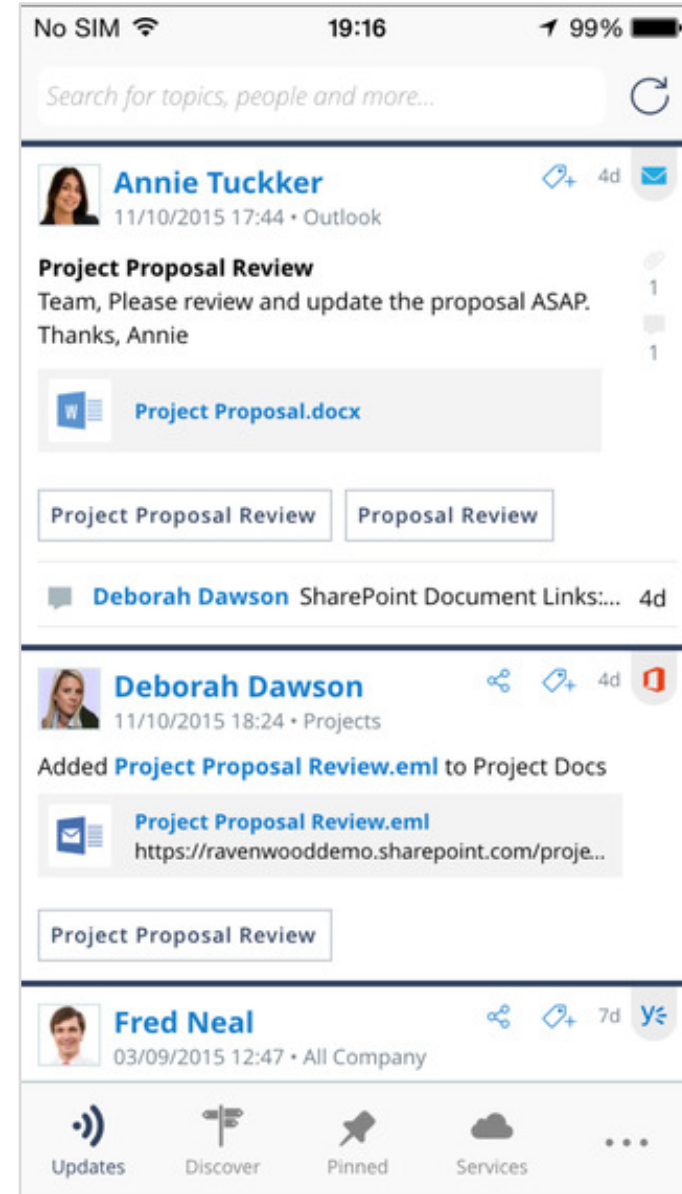 No SIM 19:16 99%
Search for topics, people and more...
Annie Tuckker 4d
11/10/2015 17:44 • Outlook
Project Proposal Review
1
Team, Please review and update the proposal ASAP.
Thanks, Annie
1
W Project Proposal.docx
Project Proposal Review Proposal Review
Deborah Dawson SharePoint Document Links:... 4d
Deborah Dawson 4d
11/10/2015 18:24 • Projects
Added Project Proposal Review.eml to Project Docs
Project Proposal Review.eml
https://ravenwooddemo.sharepoint.com/proje...
Project Proposal Review
Fred Neal 7d
03/09/2015 12:47 • All Company
Updates Discover Pinned Services